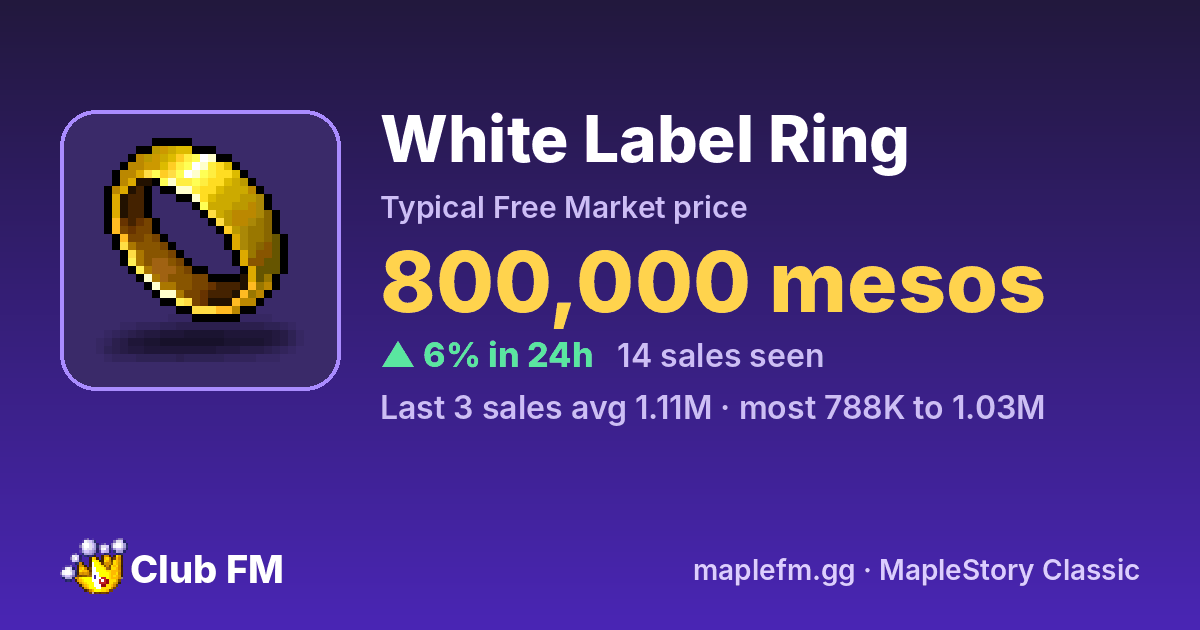 White Label Ring
Typical Free Market price
800,000 mesos
▲ 6% in 24h 14 sales seen
Last 3 sales avg 1.11M · most 788K to 1.03M
Club FM
maplefm.gg · MapleStory Classic